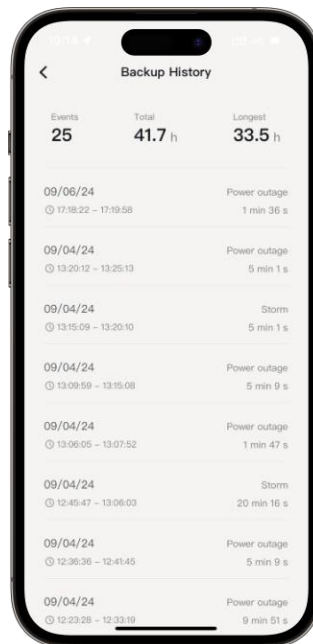 Backup History
Events Total Longest
25 41.7 h 33.5 h
09/06/24 Power outage
17:18:22 – 17:19:58 1 min 36 s
09/04/24 Power outage
13:20:12 – 13:25:13 5 min 1 s
09/04/24 Storm
13:15:09 – 13:20:10 5 min 1 s
09/04/24 Power outage
13:09:59 – 13:15:08 5 min 9 s
09/04/24 Power outage
13:06:05 – 13:07:52 1 min 47 s
09/04/24 Storm
12:45:47 – 13:06:03 20 min 16 s
09/04/24 Power outage
12:36:36 – 12:41:45 5 min 9 s
09/04/24 Power outage
12:23:28 – 12:33:19 9 min 51 s